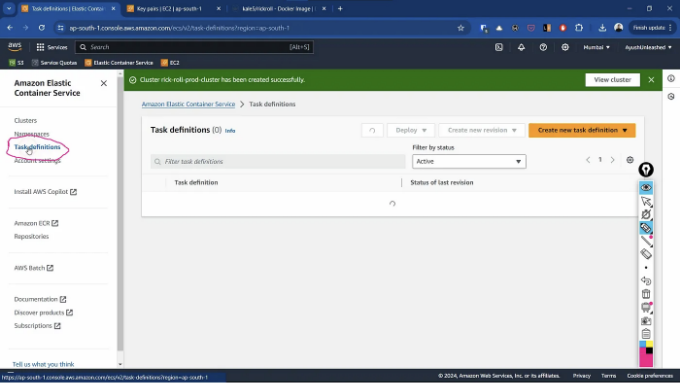 Task definitions | Elastic Contai
Key pairs | EC2 | ap-south-1
kale5/rickroll - Docker Image |
ap-south-1.console.aws.amazon.com/ecs/v2/task-definitions?region=ap-south-1
Finish update
aws
Services
Search
[Alt+S]
Mumbai
AyushUnleashed
S3
Service Quotas
Elastic Container Service
EC2
Amazon Elastic
Container Service
Cluster rick-roll-prod-cluster has been created successfully.
View cluster
Clusters
Namespaces
Task definitions
Account settings
Install AWS Copilot
Amazon ECR
Repositories
AWS Batch
Documentation
Discover products
Subscriptions
Tell us what you think
Amazon Elastic Container Service > Task definitions
Task definitions (0) Info
Deploy
Create new revision
Create new task definition
Filter by status
Filter task definitions
Active
1
Task definition
Status of last revision
https://ap-south-1.console.aws.amazon.com/ecs/v2/task-definitions?region=ap-south-1
© 2024, Amazon Web Services, Inc. or its affiliates.
Privacy
Terms
Cookie preferences